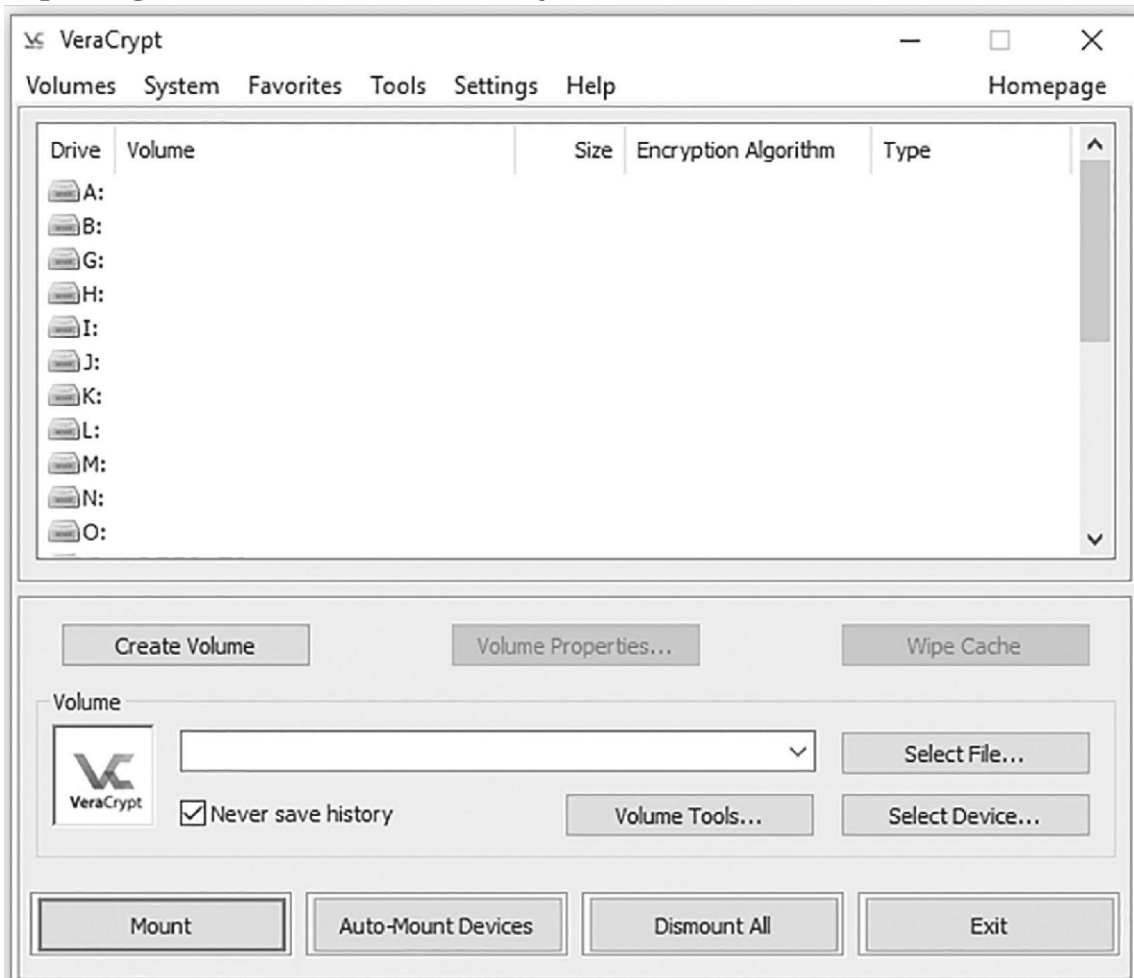 VeraCrypt
Volumes System Favorites Tools Settings Help Homepage
Drive Volume Size Encryption Algorithm Type
A:
B:
G:
H:
I:
J:
K:
L:
M:
N:
O:
Create Volume Volume Properties... Wipe Cache
Volume
VeraCrypt
Select File...
Never save history Volume Tools... Select Device...
Mount Auto-Mount Devices Dismount All Exit